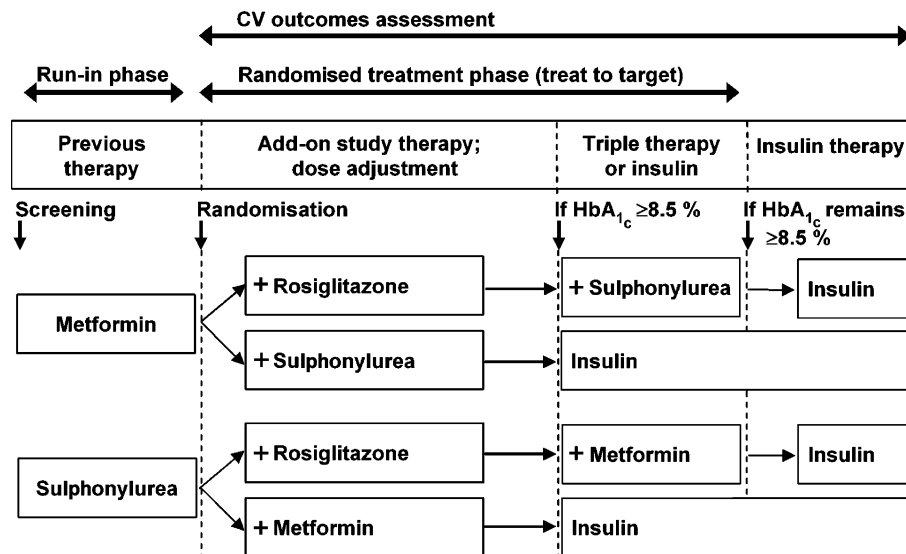 CV outcomes assessment
Run-in phase
Randomised treatment phase (treat to target)
Previous
therapy
Add-on study therapy;
dose adjustment
Triple therapy
or insulin
Insulin therapy
Screening
Randomisation
If HbA1c ≥8.5 %
If HbA1c remains
≥8.5 %
Metformin
+ Rosiglitazone
+ Sulphonylurea
Insulin
+ Sulphonylurea
Insulin
Sulphonylurea
+ Rosiglitazone
+ Metformin
Insulin
+ Metformin
Insulin